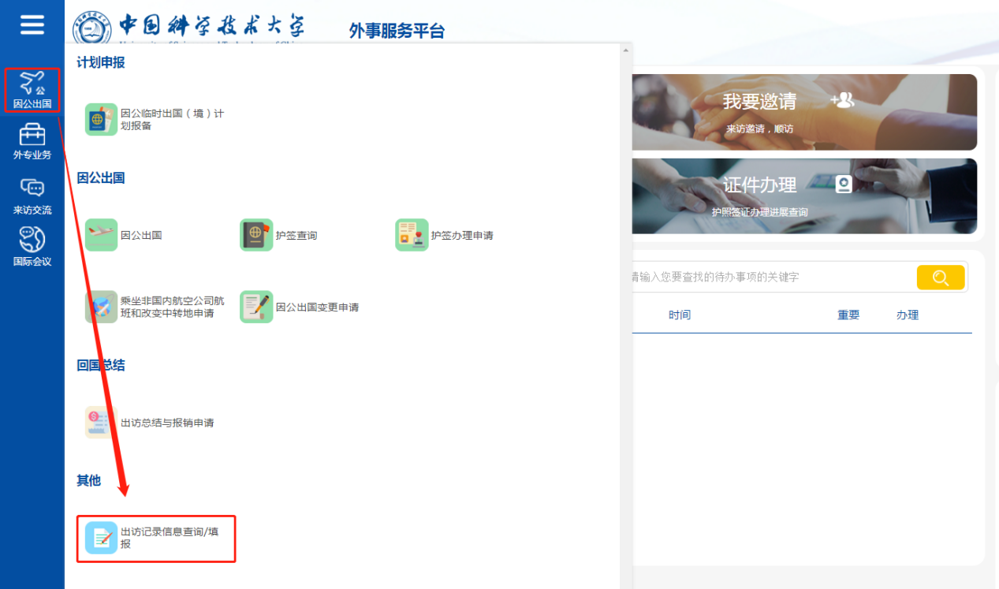 中国科学技术大学
外事服务平台
因公出国
外专业务
来访交流
国际会议
计划申报
因公临时出国（境）计
划报备
因公出国
因公出国
护签查询
护签办理申请
乘坐非国内航空公司航
班和改变中转地申请
因公出国变更申请
回国总结
出访总结与报销申请
其他
出访记录信息查询/填
报
我要邀请
来访邀请，顺访
证件办理
护照签证办理进展查询
请输入您要查找的待办事项的关键字
时间
重要
办理